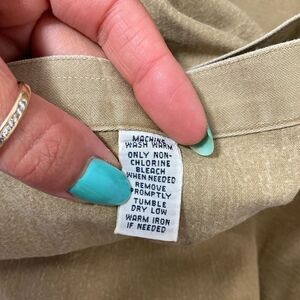 MACHINE
WASH WARM
ONLY NON-
CHLORINE
BLEACH
WHEN NEEDED
REMOVE
PROMPTLY
TUMBLE
DRY LOW
WARM IRON
IF NEEDED